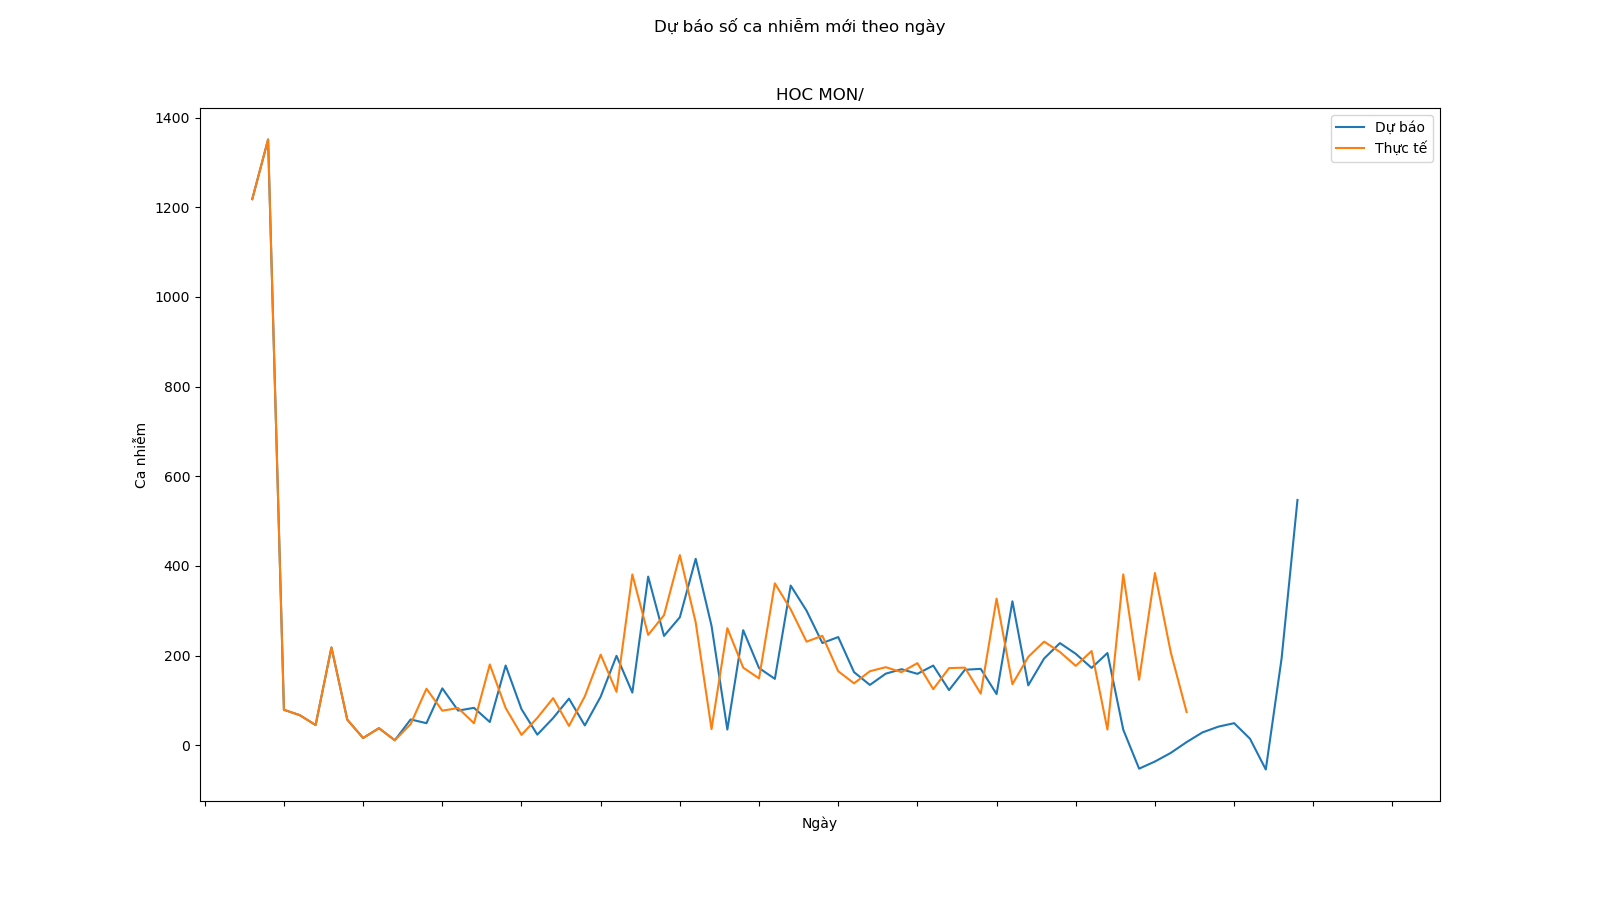 Dự báo số ca nhiễm mới theo ngày
HOC MON/
Dự báo
Thực tế
1400
1200
1000
800
600
400
200
0
Ca nhiễm
Ngày